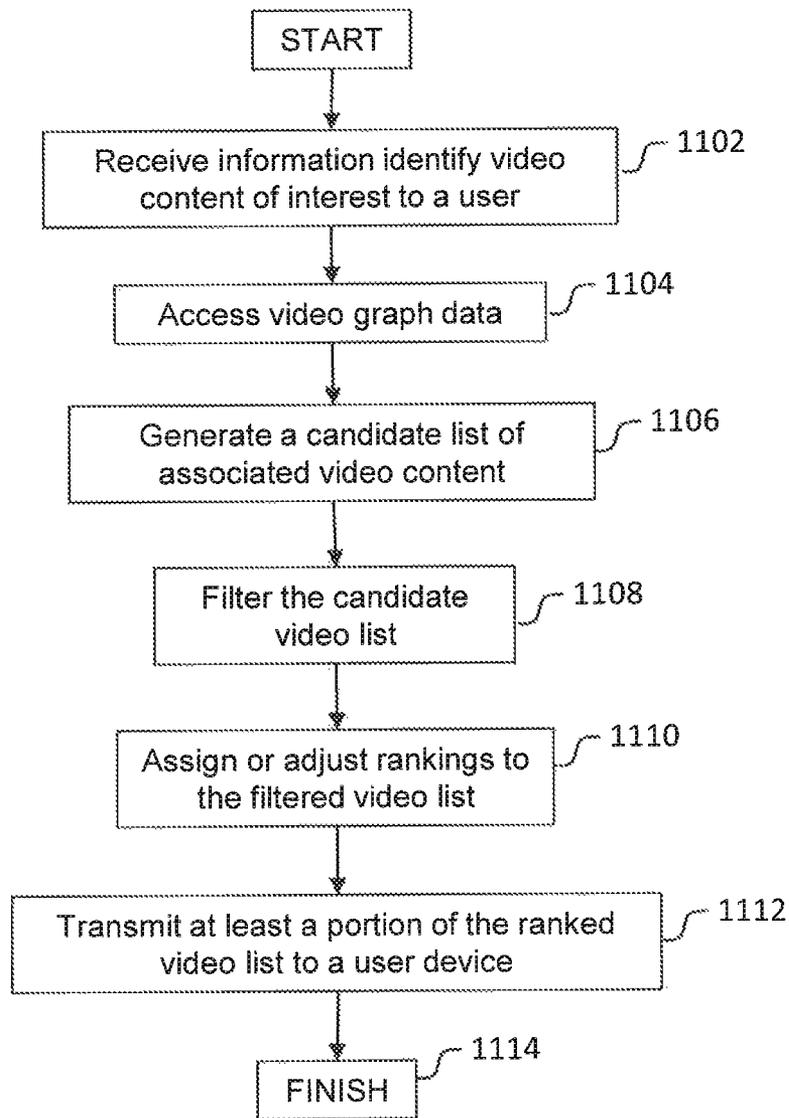 START
Receive information identify video
content of interest to a user
1102
Access video graph data
1104
Generate a candidate list of
associated video content
1106
Filter the candidate
video list
1108
Assign or adjust rankings to
the filtered video list
1110
Transmit at least a portion of the ranked
video list to a user device
1112
FINISH
1114